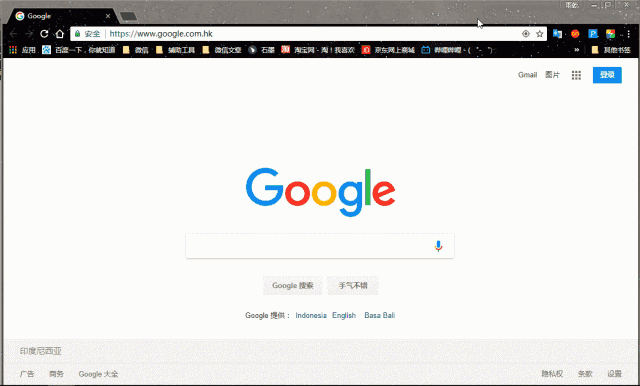 Google
安全 https://www.google.com.hk
应用 百度一下，你就知道 微信 辅助工具 微信文章 石墨 淘宝网 - 淘！我喜欢 京东网上商城 哔哩哔哩 - ( ゜- ゜) » 其他书签
Gmail 图片 登录
Google
Google 搜索 手气不错
Google 提供： Indonesia English Basa Bali
印度尼西亚
广告 商务 Google 大全 隐私权 条款 设置